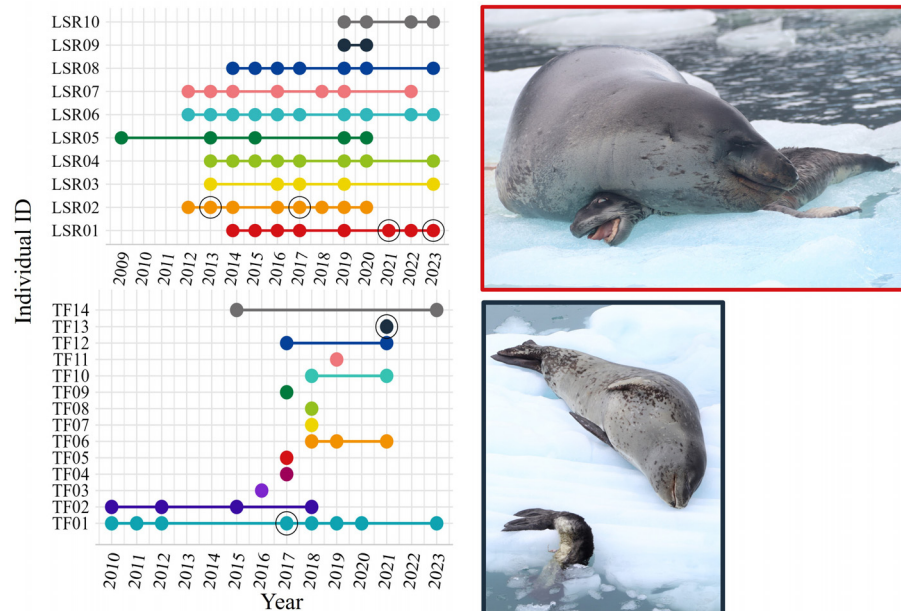 LSR10
LSR09
LSR08
LSR07
LSR06
LSR05
LSR04
LSR03
LSR02
LSR01
2009 2010 2011 2012 2013 2014 2015 2016 2017 2018 2019 2020 2021 2022 2023
Individual ID
TF14
TF13
TF12
TF11
TF10
TF09
TF08
TF07
TF06
TF05
TF04
TF03
TF02
TF01
2010 2011 2012 2013 2014 2015 2016 2017 2018 2019 2020 2021 2022 2023
Year